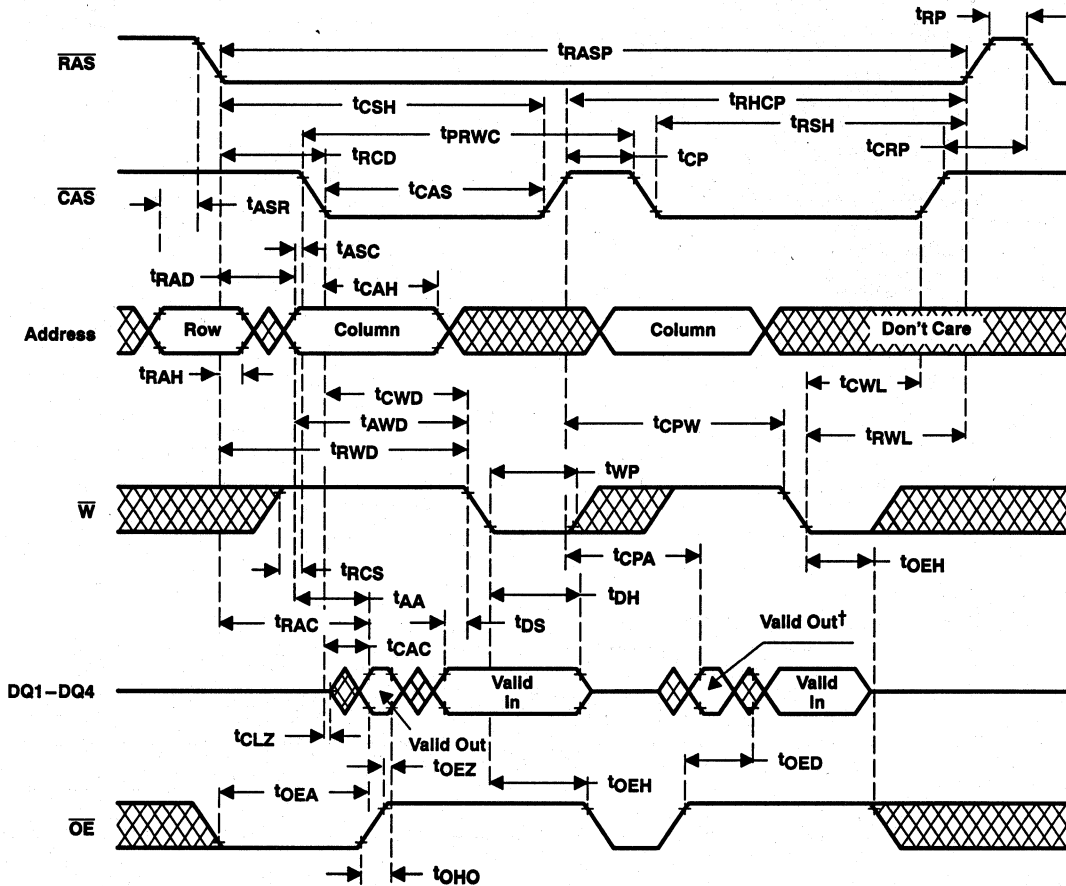 tRP
RAS
tRASP
tCSH
tRHCP
tPRWC
tRSH
tRCD
tCP
tCRP
CAS
tCAS
tASR
tASC
tRAD
tCAH
Address
Row
Column
Column
Don't Care
tRAH
tCWD
tCWL
tAWD
tCPW
tRWD
tRWL
tWP
W
tCPA
tOEH
tRCS
tAA
tDH
tRAC
tDS
Valid Out†
tCAC
DQ1–DQ4
Valid
In
Valid
In
tCLZ
Valid Out
tOEZ
tOED
tOEA
tOEH
OE
tOHO